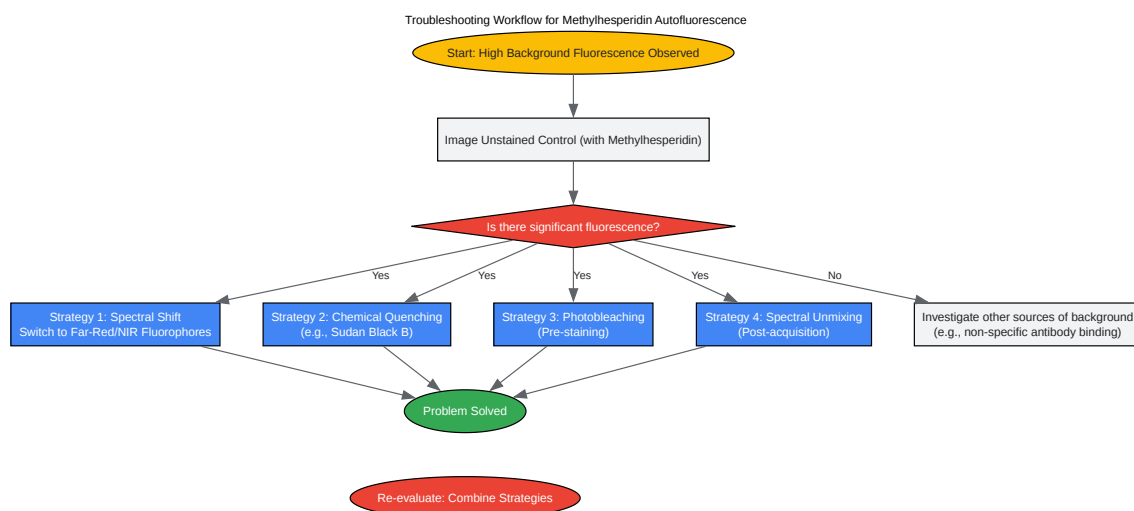 Troubleshooting Workflow for Methylhesperidin Autofluorescence
Start: High Background Fluorescence Observed
Image Unstained Control (with Methylhesperidin)
Is there significant fluorescence?
Yes
Yes
Yes
Yes
No
Strategy 1: Spectral Shift
Switch to Far-Red/NIR Fluorophores
Strategy 2: Chemical Quenching
(e.g., Sudan Black B)
Strategy 3: Photobleaching
(Pre-staining)
Strategy 4: Spectral Unmixing
(Post-acquisition)
Investigate other sources of background
(e.g., non-specific antibody binding)
Problem Solved
Re-evaluate: Combine Strategies